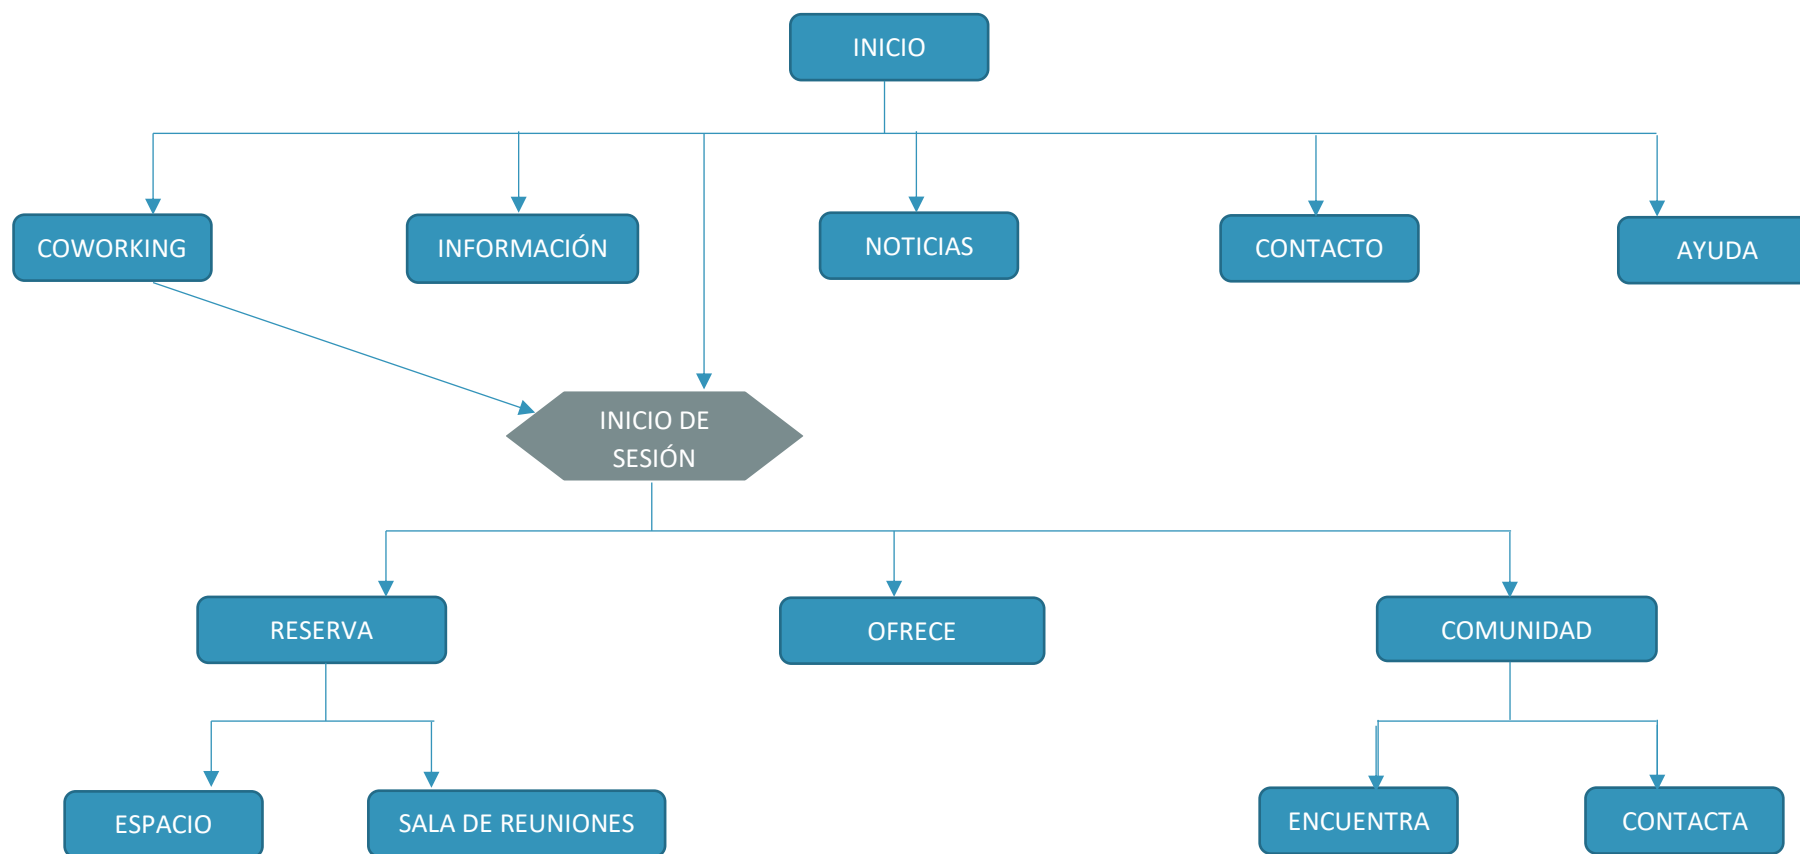 INICIO
COWORKING
INFORMACIÓN
NOTICIAS
CONTACTO
AYUDA
INICIO DE
SESIÓN
RESERVA
OFRECE
COMUNIDAD
ESPACIO
SALA DE REUNIONES
ENCUENTRA
CONTACTA